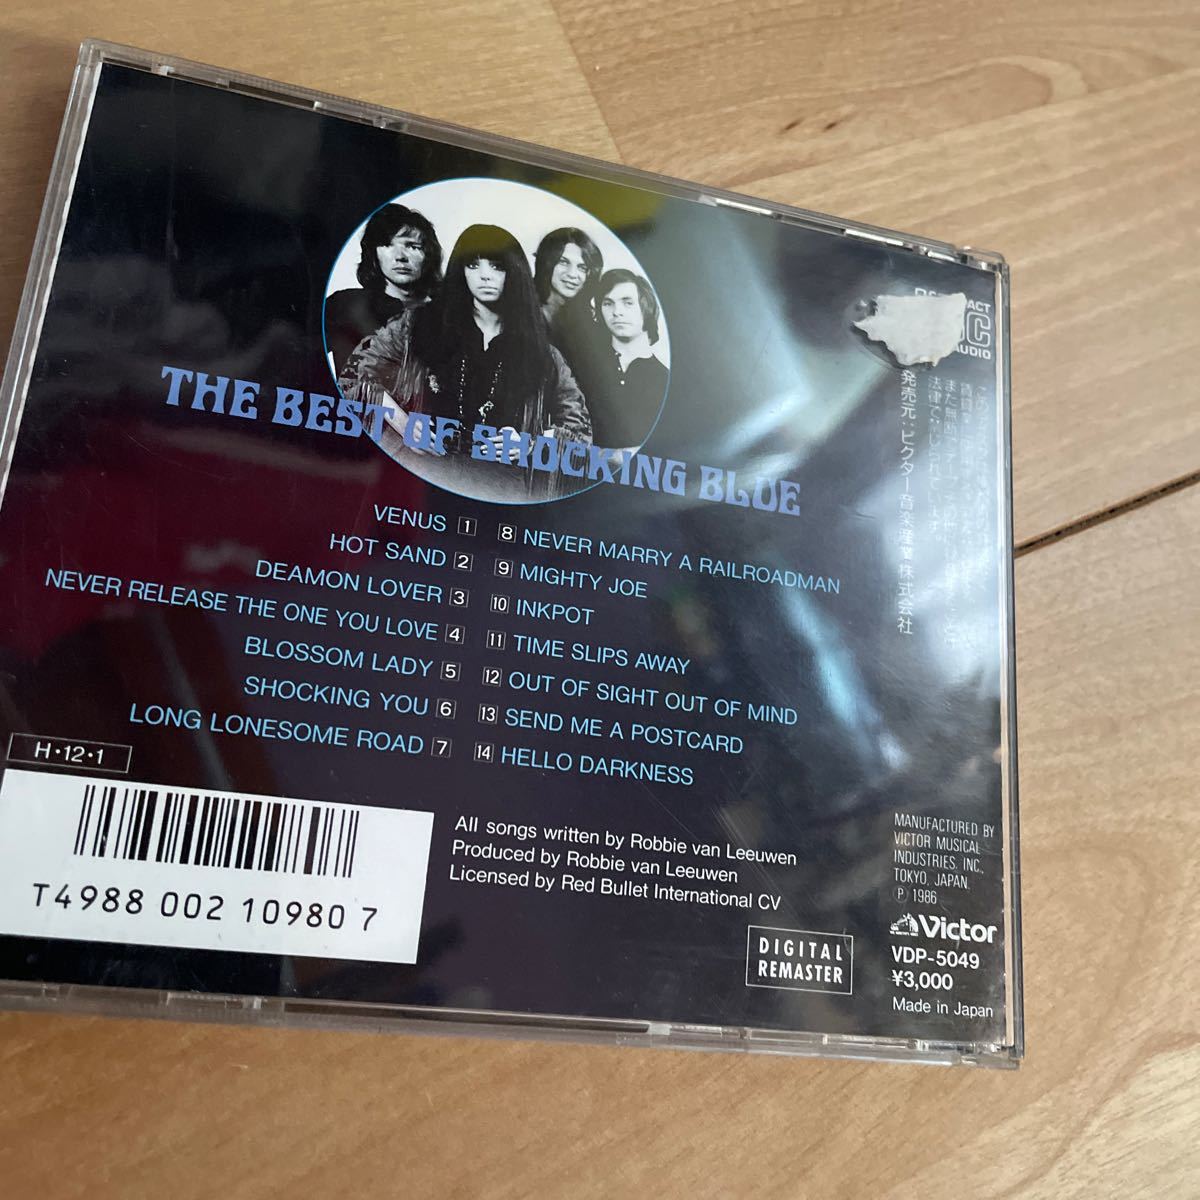 THE BEST OF SHOCKING BLUE
VENUS 1
HOT SAND 2
DEAMON LOVER 3
NEVER RELEASE THE ONE YOU LOVE 4
BLOSSOM LADY 5
SHOCKING YOU 6
LONG LONESOME ROAD 7
8 NEVER MARRY A RAILROADMAN
9 MIGHTY JOE
10 INKPOT
11 TIME SLIPS AWAY
12 OUT OF SIGHT OUT OF MIND
13 SEND ME A POSTCARD
14 HELLO DARKNESS
H・12・1
T4988 002 10980 7
All songs written by Robbie van Leeuwen
Produced by Robbie van Leeuwen
Licensed by Red Bullet International CV
DIGITAL
REMASTER
発売元:ビクター音楽産業株式会社
MANUFACTURED BY
VICTOR MUSICAL
INDUSTRIES, INC.,
TOKYO, JAPAN.
℗ 1986
Victor
VDP-5049
¥3,000
Made in Japan